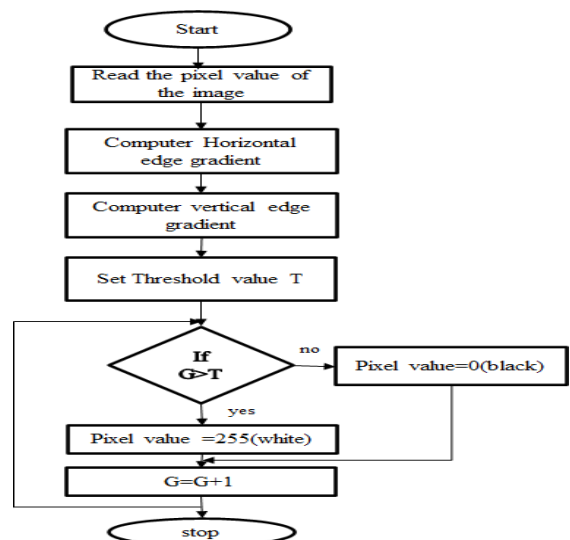 Start
Read the pixel value of
the image
Computer Horizontal
edge gradient
Computer vertical edge
gradient
Set Threshold value T
If
G>T
no
Pixel value=0(black)
yes
Pixel value =255(white)
G=G+1
stop